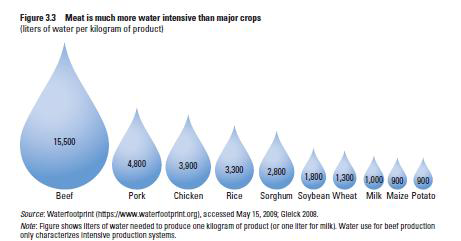 Figure 3.3 Meat is much more water intensive than major crops
(liters of water per kilogram of product)
15,500 4,800 3,900 3,300 2,800 1,800 1,300 1,000 900 900
Beef Pork Chicken Rice Sorghum Soybean Wheat Milk Maize Potato
Source: Waterfootprint (https://www.waterfootprint.org), accessed May 15, 2009; Gleick 2008.
Note: Figure shows liters of water needed to produce one kilogram of product (or one liter for milk). Water use for beef production
only characterizes intensive production systems.